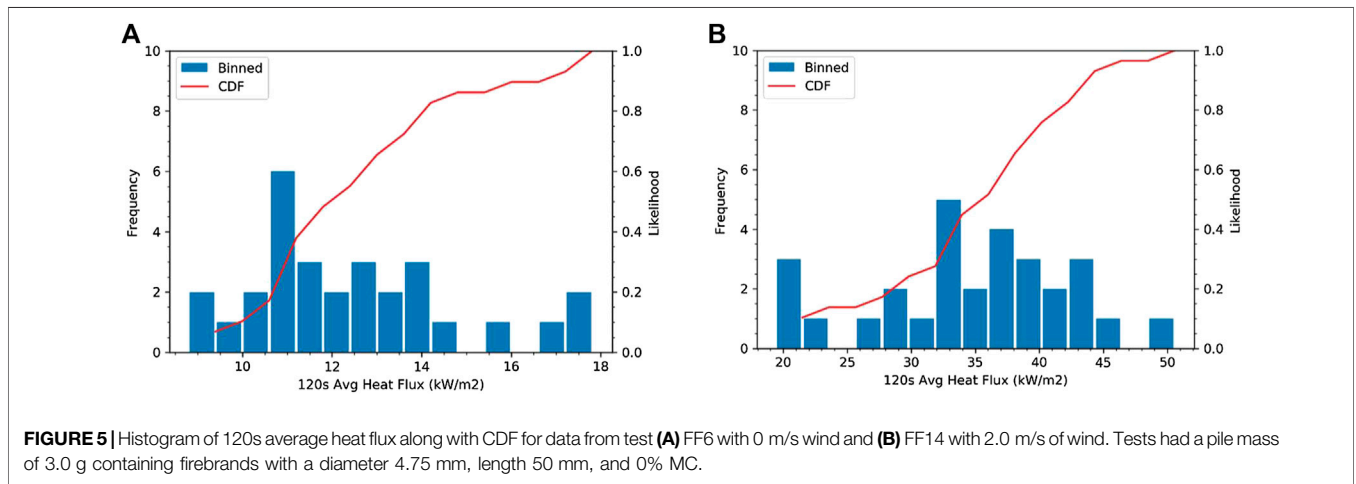 A
B
10
8
6
4
2
0
Frequency
Binned
CDF
1.0
0.8
0.6
0.4
0.2
0.0
Likelihood
10 11 12 13 14 15 16 17 18
120s Avg Heat Flux (kW/m2)
10
8
6
4
2
0
Frequency
Binned
CDF
1.0
0.8
0.6
0.4
0.2
0.0
Likelihood
20 25 30 35 40 45 50
120s Avg Heat Flux (kW/m2)
FIGURE 5 | Histogram of 120s average heat flux along with CDF for data from test (A) FF6 with 0 m/s wind and (B) FF14 with 2.0 m/s of wind. Tests had a pile mass
of 3.0 g containing firebrands with a diameter 4.75 mm, length 50 mm, and 0% MC.